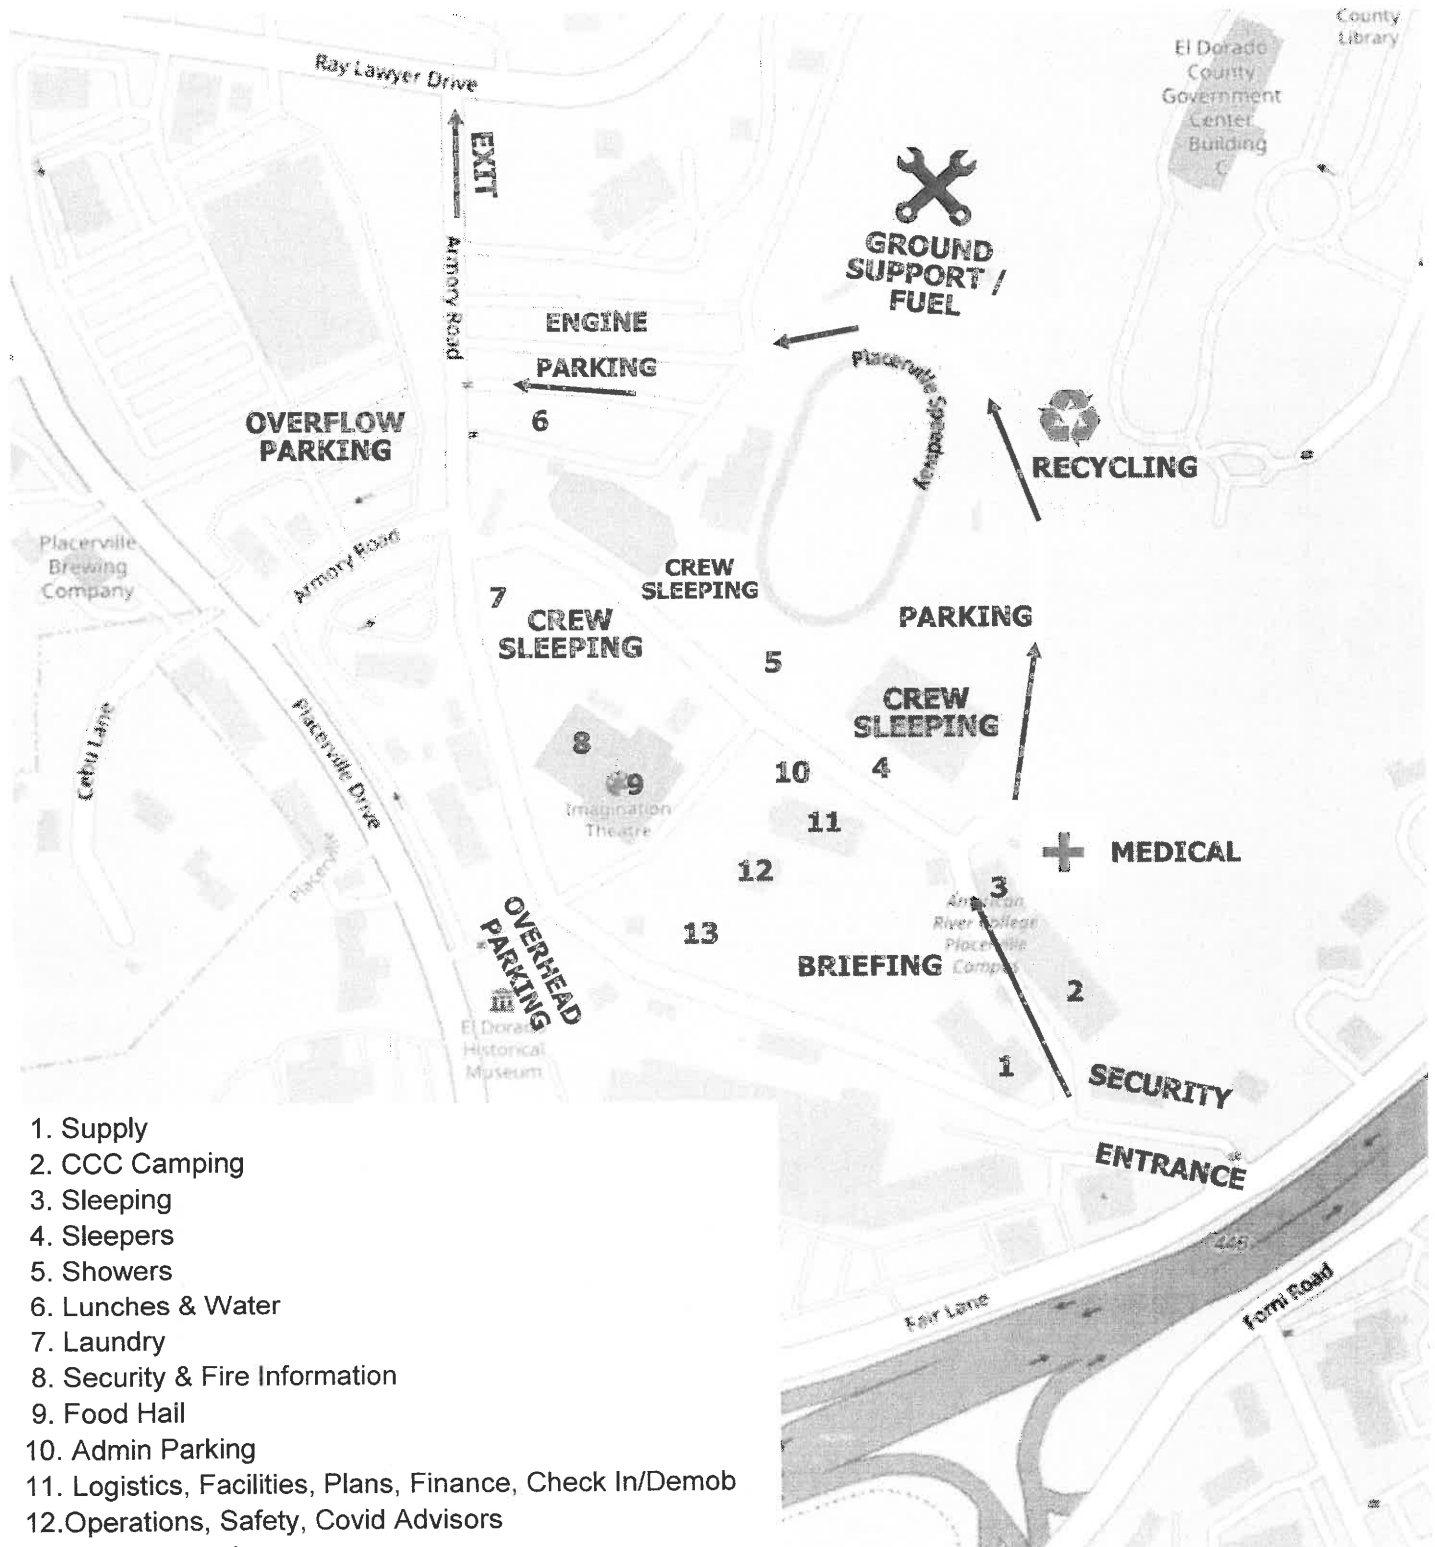 County
Library
El Dorado
County
Government
Center
Building
C
Ray Lawyer Drive
EXIT
Armory Road
GROUND
SUPPORT /
FUEL
ENGINE
PARKING
6
Placerville Speedway
RECYCLING
OVERFLOW
PARKING
Placerville
Brewing
Company
Armory Road
CREW
SLEEPING
7
CREW
SLEEPING
PARKING
5
CREW
SLEEPING
Cebu Lane
Placerville Drive
8
9
Imagination
Theatre
10
4
11
MEDICAL
Placerville
12
3
American
River College
Placerville
Campus
13
BRIEFING
OVERHEAD
PARKING
2
El Dorado
Historical
Museum
1
SECURITY
ENTRANCE
Fair Lane
Forni Road
1. Supply
2. CCC Camping
3. Sleeping
4. Sleepers
5. Showers
6. Lunches & Water
7. Laundry
8. Security & Fire Information
9. Food Hail
10. Admin Parking
11. Logistics, Facilities, Plans, Finance, Check In/Demob
12.Operations, Safety, Covid Advisors